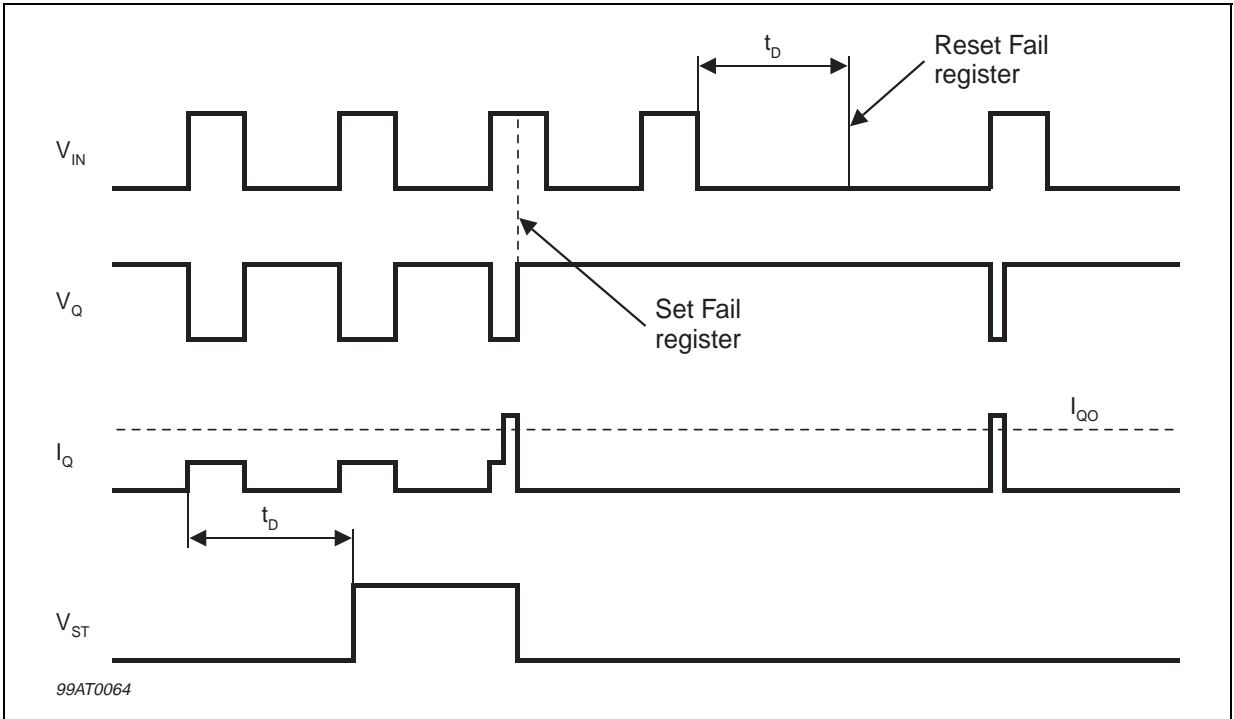 t_D
Reset Fail
register
V_IN
V_Q
Set Fail
register
I_QO
I_Q
t_D
V_ST
99AT0064